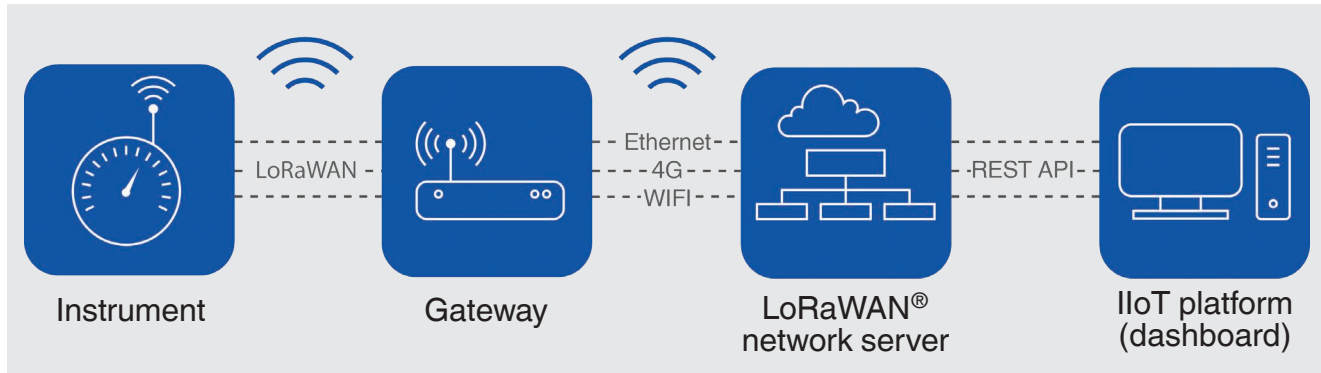 LoRaWAN
Ethernet
4G
WIFI
REST API
Instrument
Gateway
LoRaWAN®
network server
IIoT platform
(dashboard)